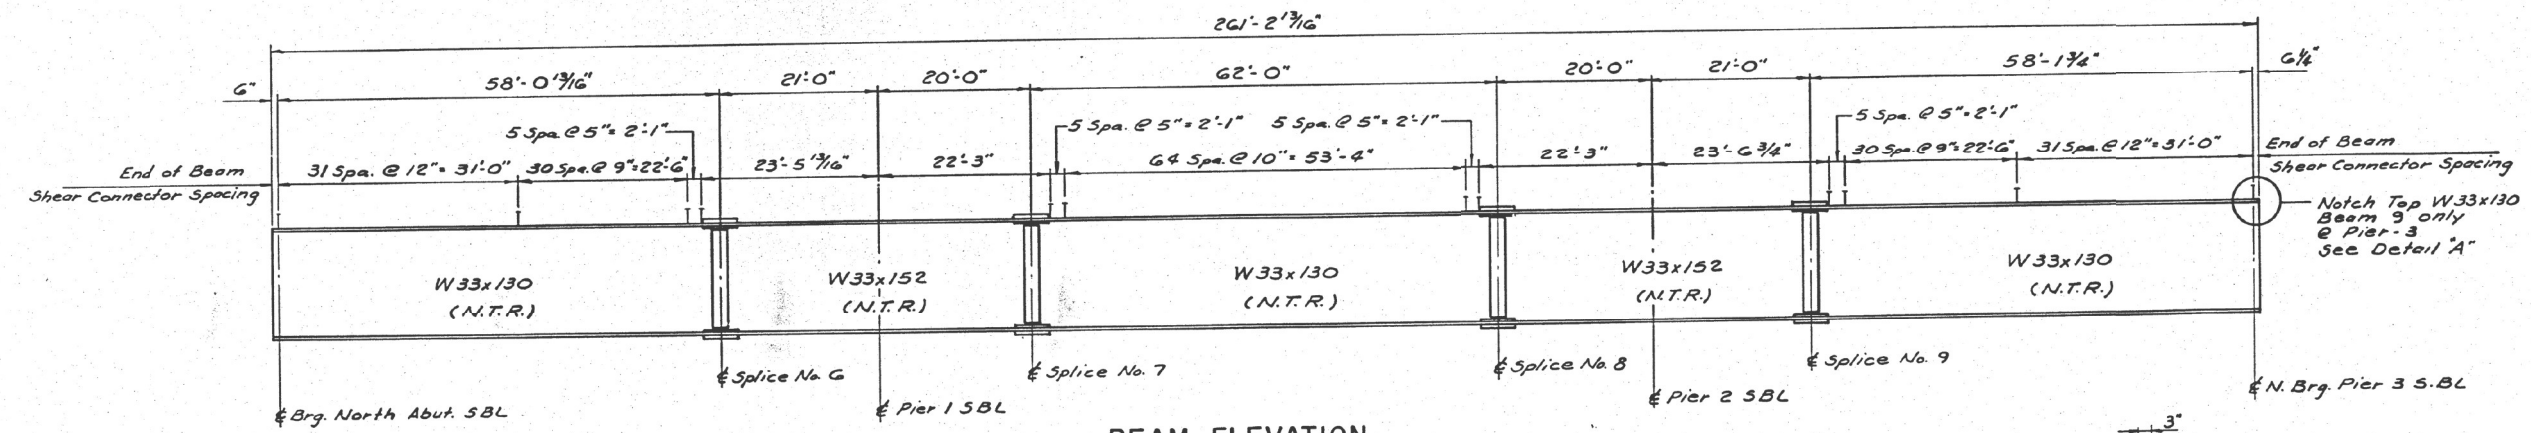 261'-2 13/16"
6"
58'-0 13/16"
21'-0"
20'-0"
62'-0"
20'-0"
21'-0"
58'-1 3/4"
6 1/4"
5 Spa. @ 5" = 2'-1"
5 Spa. @ 5" = 2'-1"
5 Spa. @ 5" = 2'-1"
5 Spa. @ 5" = 2'-1"
End of Beam
Shear Connector Spacing
31 Spa. @ 12" = 31'-0"
30 Spa. @ 9" = 22'-6"
23'-5 13/16"
22'-3"
64 Spa. @ 10" = 53'-4"
22'-3"
23'-6 3/4"
30 Spa. @ 9" = 22'-6"
31 Spa. @ 12" = 31'-0"
End of Beam
Shear Connector Spacing
Notch Top W33x130
Beam 9 only
@ Pier-3
See Detail "A"
W33x130
(N.T.R.)
W33x152
(N.T.R.)
W33x130
(N.T.R.)
W33x152
(N.T.R.)
W33x130
(N.T.R.)
℄ Brg. North Abut. SBL
℄ Splice No. 6
℄ Pier 1 SBL
℄ Splice No. 7
℄ Splice No. 8
℄ Pier 2 SBL
℄ Splice No. 9
℄ N. Brg. Pier 3 S.BL
BEAM ELEVATION
3"